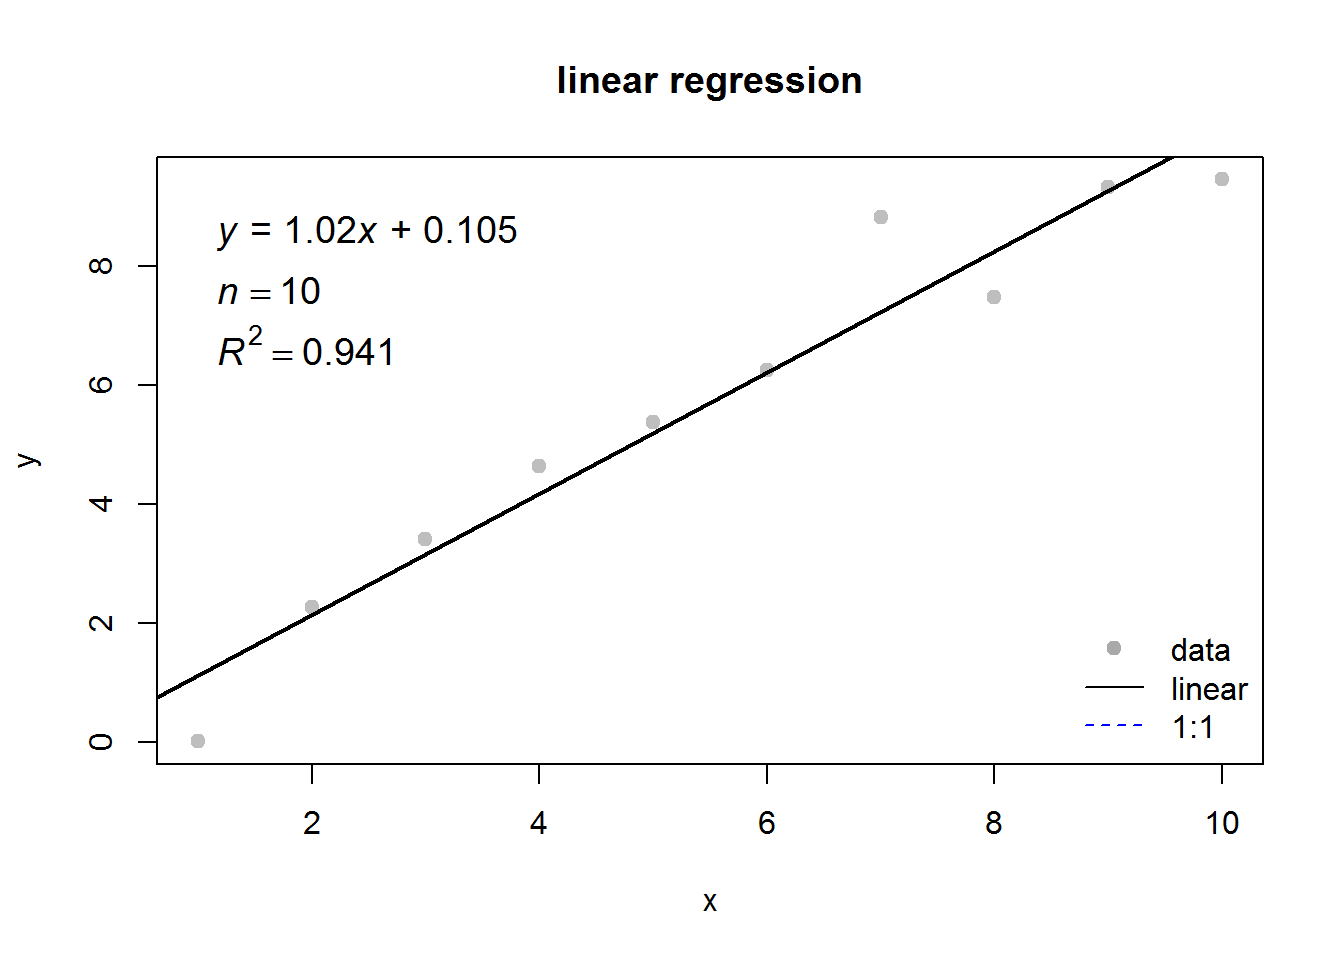 linear regression
y = 1.02x + 0.105
n = 10
R² = 0.941
8
6
4
2
0
y
data
linear
1:1
2 4 6 8 10
x